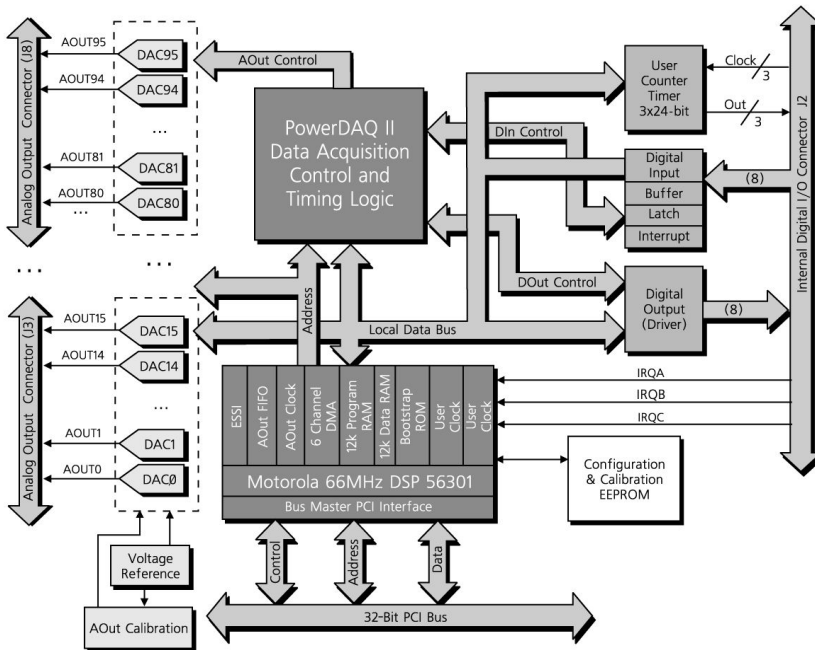 Analog Output Connector (J8)
AOUT95
DAC95
AOUT94
DAC94
...
AOUT81
DAC81
AOUT80
...
DAC80
AOut Control
PowerDAQ II
Data Acquisition
Control and
Timing Logic
DIn Control
DOut Control
User
Counter
Timer
3x24-bit
Clock
3
Out
3
Digital
Input
Buffer
Latch
Interrupt
(8)
Digital
Output
(Driver)
(8)
Internal Digital I/O Connector J2
...
...
Analog Output Connector (J3)
AOUT15
DAC15
AOUT14
DAC14
...
AOUT1
DAC1
AOUT0
DACØ
Address
Local Data Bus
ESSI
AOut FIFO
AOut Clock
6 Channel
DMA
12k Program
RAM
12k Data RAM
Bootstrap
ROM
User
Clock
User
Clock
Motorola 66MHz DSP 56301
Bus Master PCI Interface
IRQA
IRQB
IRQC
Configuration
& Calibration
EEPROM
Voltage
Reference
AOut Calibration
Control
Address
Data
32-Bit PCI Bus